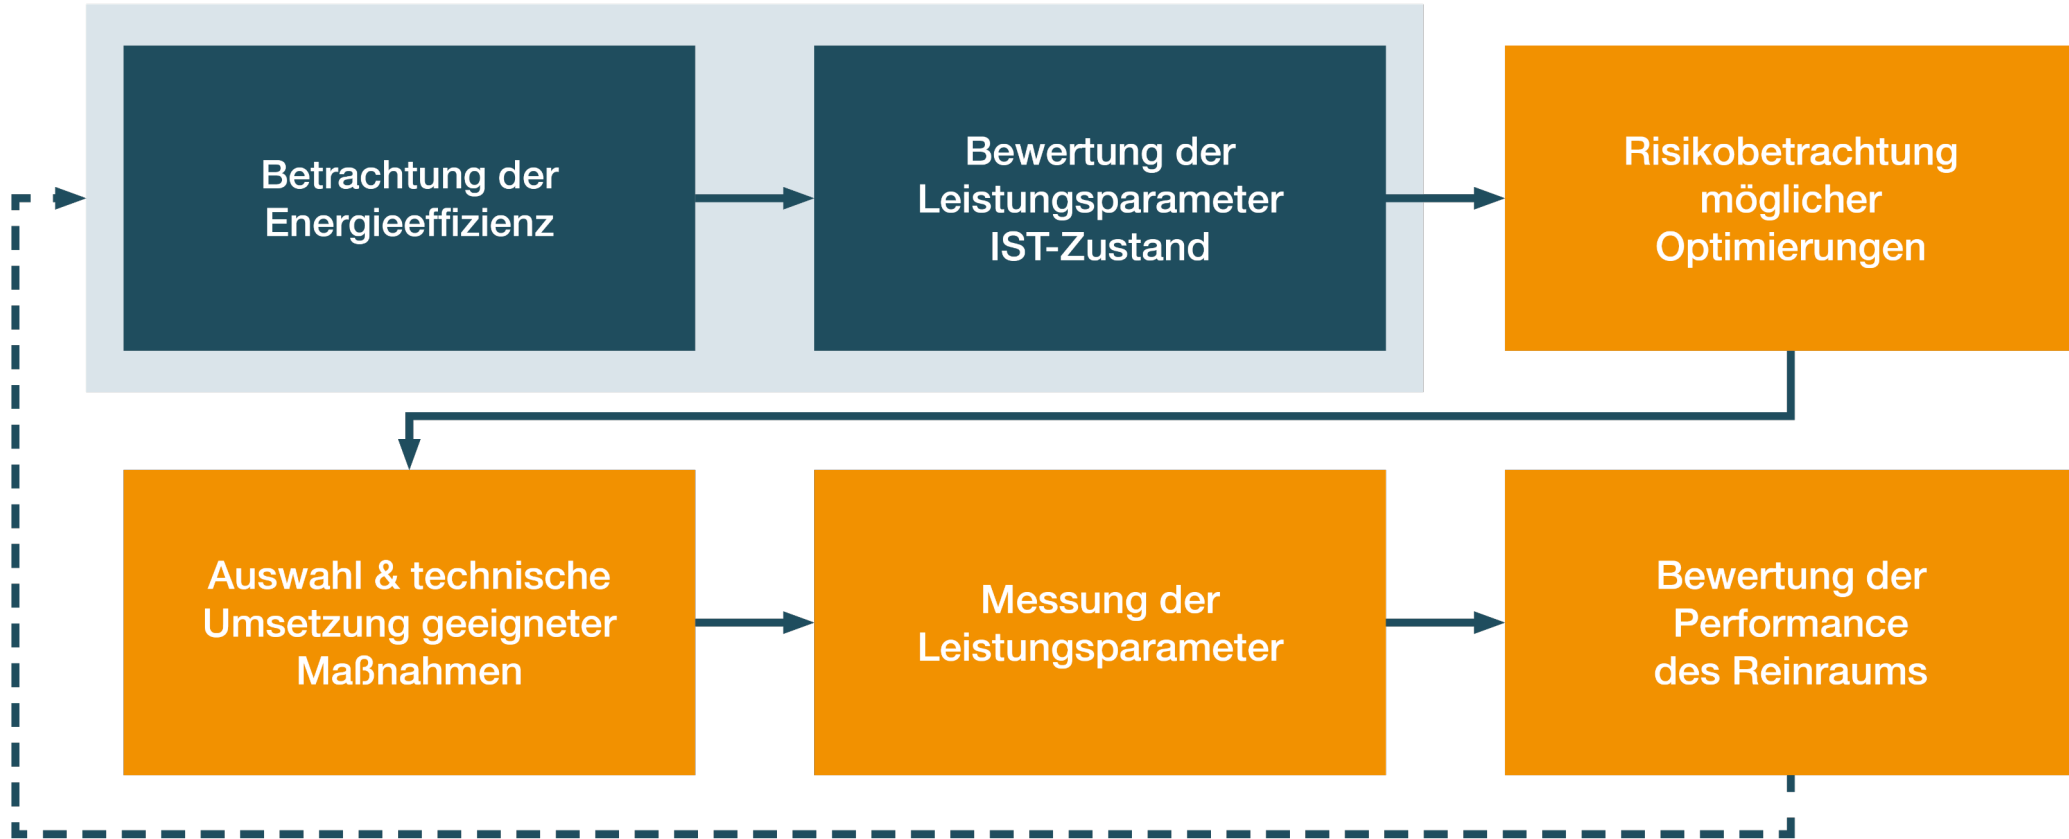 Betrachtung der
Energieeffizienz
Bewertung der
Leistungsparameter
IST-Zustand
Risikobetrachtung
möglicher
Optimierungen
Auswahl & technische
Umsetzung geeigneter
Maßnahmen
Messung der
Leistungsparameter
Bewertung der
Performance
des Reinraums